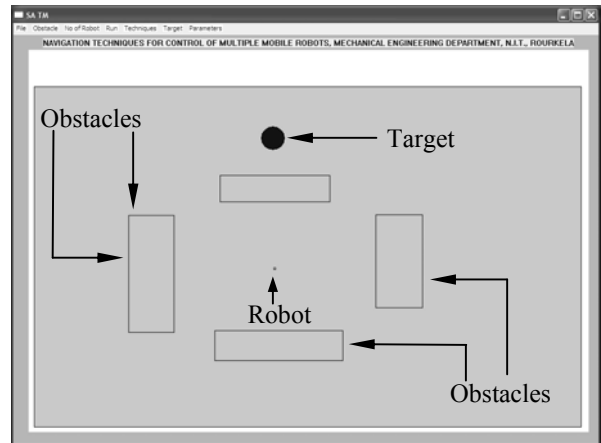 SA TM
File Obstacle No of Robot Run Techniques Target Parameters
NAVIGATION TECHNIQUES FOR CONTROL OF MULTIPLE MOBILE ROBOTS, MECHANICAL ENGINEERING DEPARTMENT, N.I.T., ROURKELA
Obstacles
Target
Robot
Obstacles